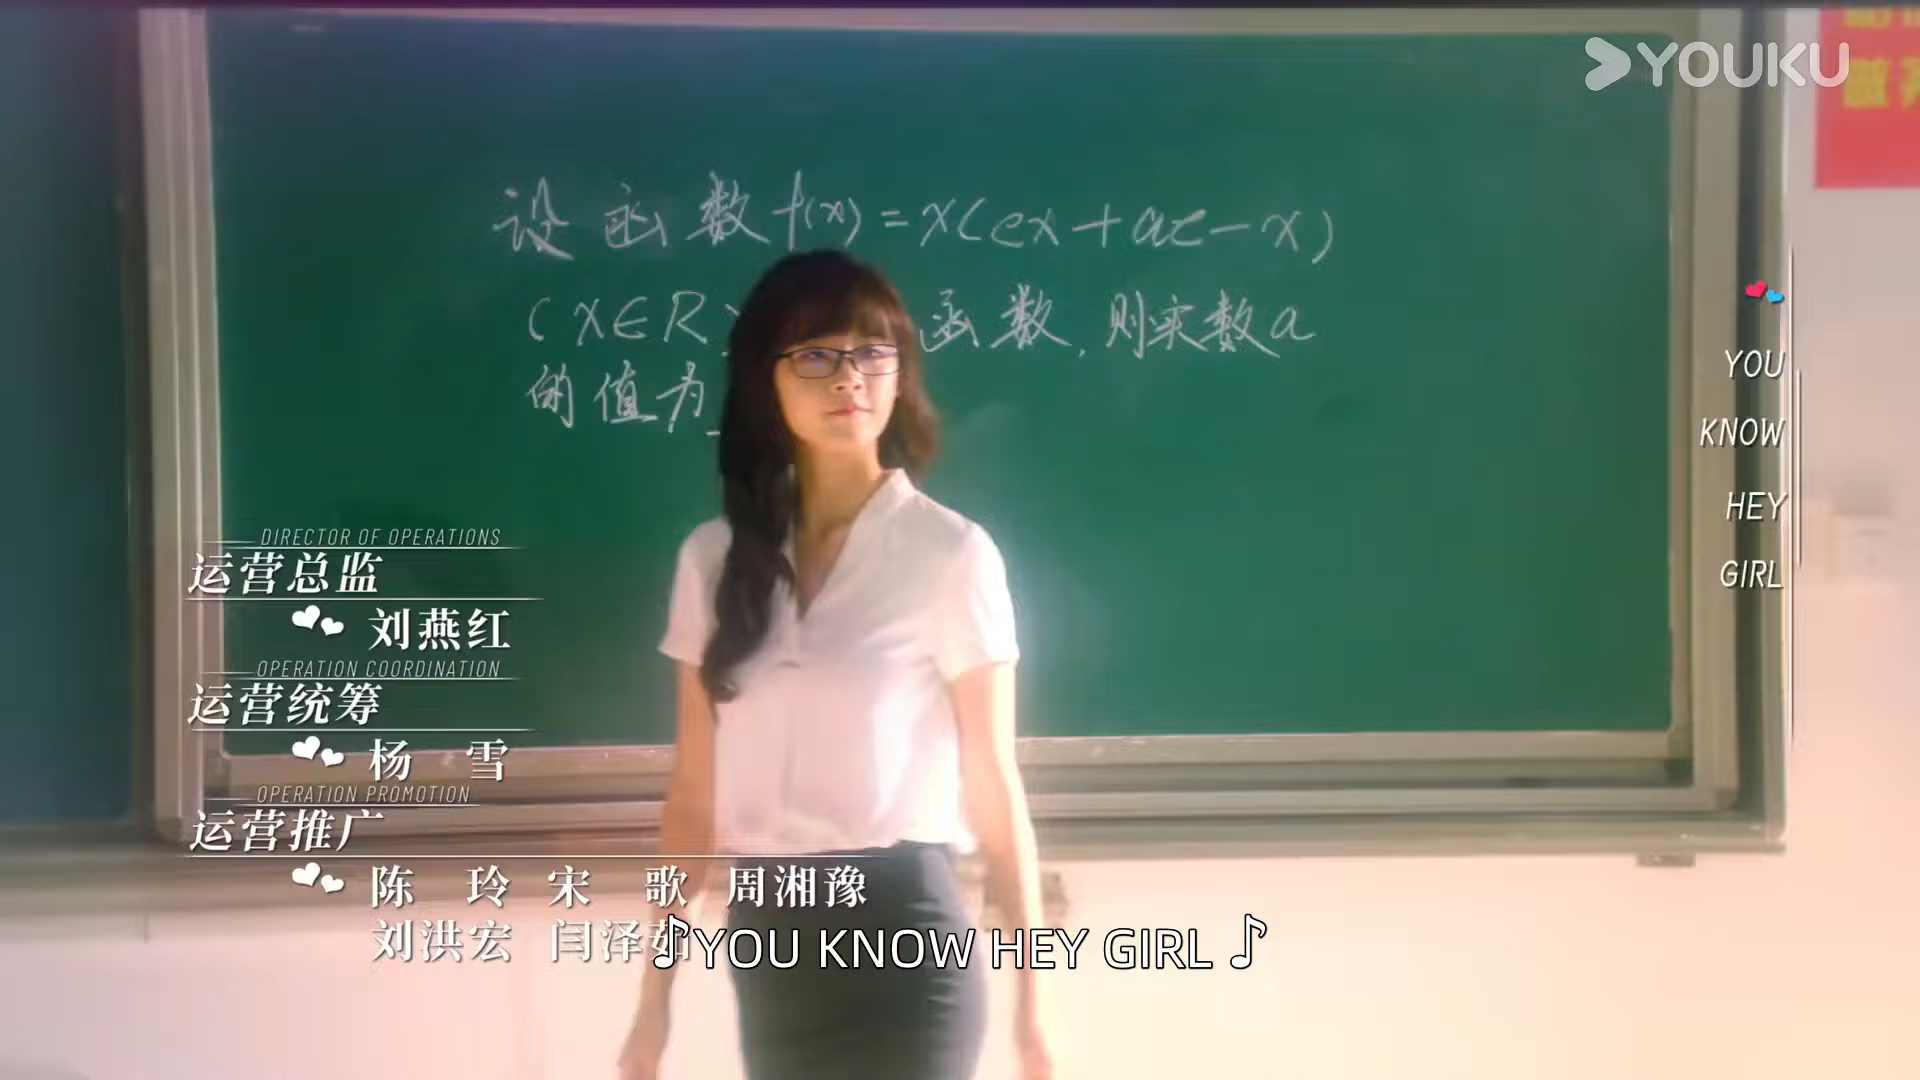 YOUKU
设函数f(x)=x(ex+ae-x)
(x∈R) 函数,则实数a
的值为
YOU
KNOW
HEY
GIRL
DIRECTOR OF OPERATIONS
运营总监
刘燕红
OPERATION COORDINATION
运营统筹
杨 雪
OPERATION PROMOTION
运营推广
陈 玲 宋 歌 周湘豫
刘洪宏 闫泽茹
♪YOU KNOW HEY GIRL ♪